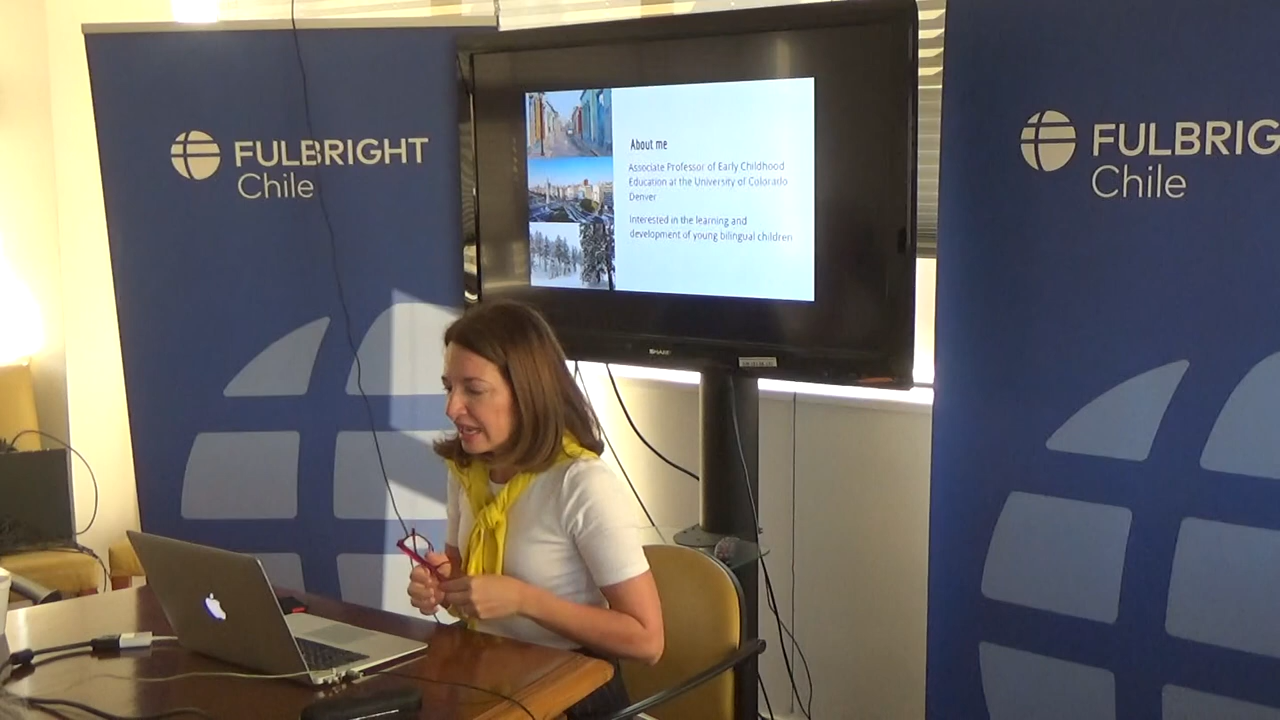 FULBRIGHT
Chile
About me
Associate Professor of Early Childhood
Education at the University of Colorado
Denver
Interested in the learning and
development of young bilingual children
SHARP
FULBRIG
Chile